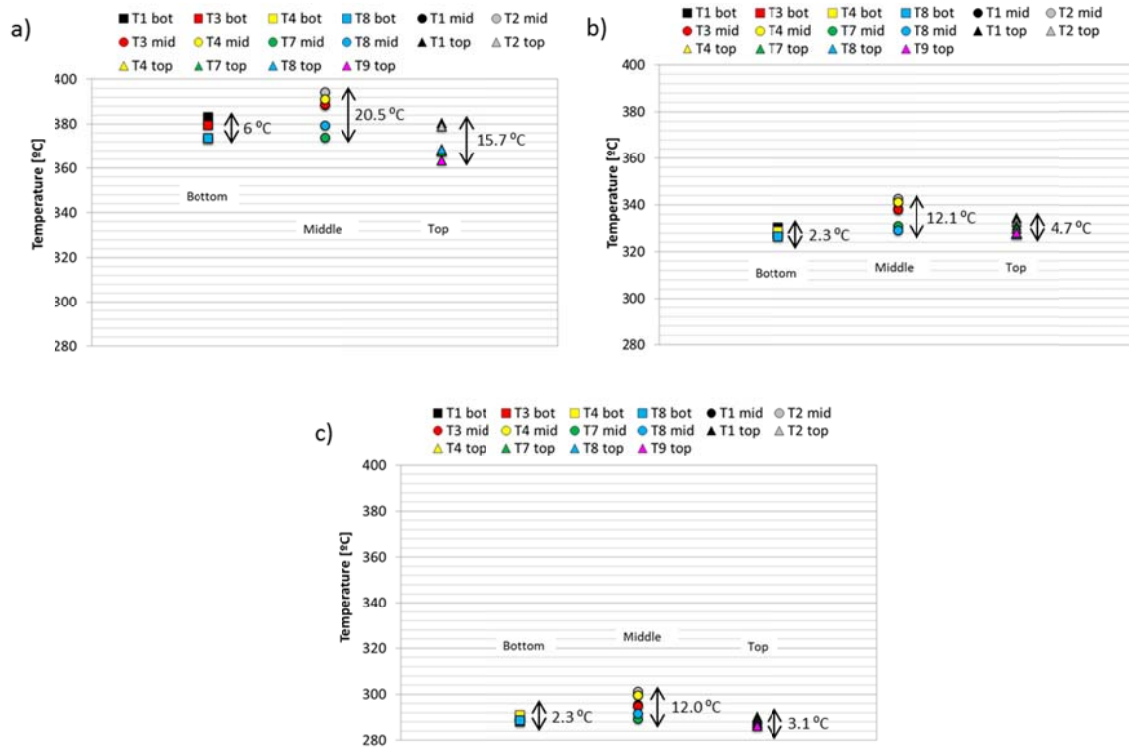 a)
T1 bot T3 bot T4 bot T8 bot T1 mid T2 mid
T3 mid T4 mid T7 mid T8 mid T1 top T2 top
T4 top T7 top T8 top T9 top
Temperature [ºC]
400
380
360
340
320
300
280
6 ºC
20.5 ºC
15.7 ºC
Bottom
Middle
Top
b)
T1 bot T3 bot T4 bot T8 bot T1 mid T2 mid
T3 mid T4 mid T7 mid T8 mid T1 top T2 top
T4 top T7 top T8 top T9 top
Temperature [ºC]
400
380
360
340
320
300
280
2.3 ºC
12.1 ºC
4.7 ºC
Bottom
Middle
Top
c)
T1 bot T3 bot T4 bot T8 bot T1 mid T2 mid
T3 mid T4 mid T7 mid T8 mid T1 top T2 top
T4 top T7 top T8 top T9 top
Temperature [ºC]
400
380
360
340
320
300
280
Bottom
Middle
Top
2.3 ºC
12.0 ºC
3.1 ºC